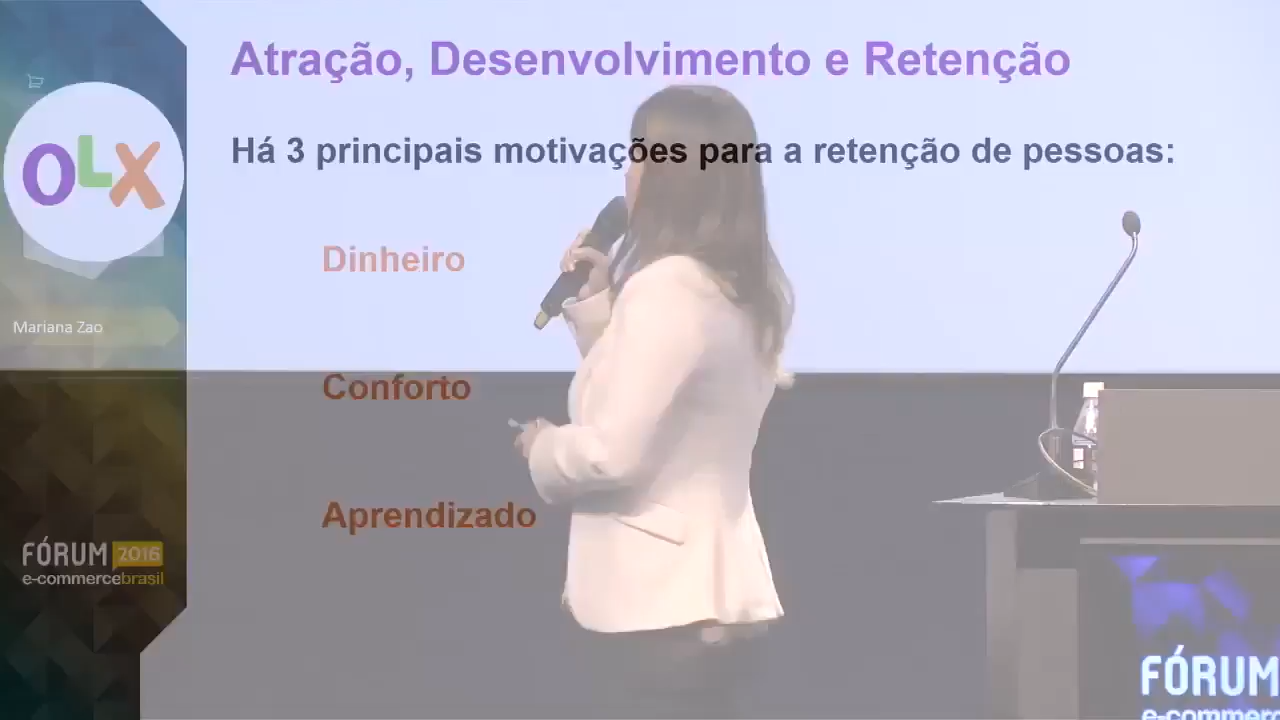 Atração, Desenvolvimento e Retenção
OLX
Há 3 principais motivações para a retenção de pessoas:
Dinheiro
Mariana Zao
Conforto
Aprendizado
FÓRUM 2016
e-commercebrasil
FÓRUM
e-commerc